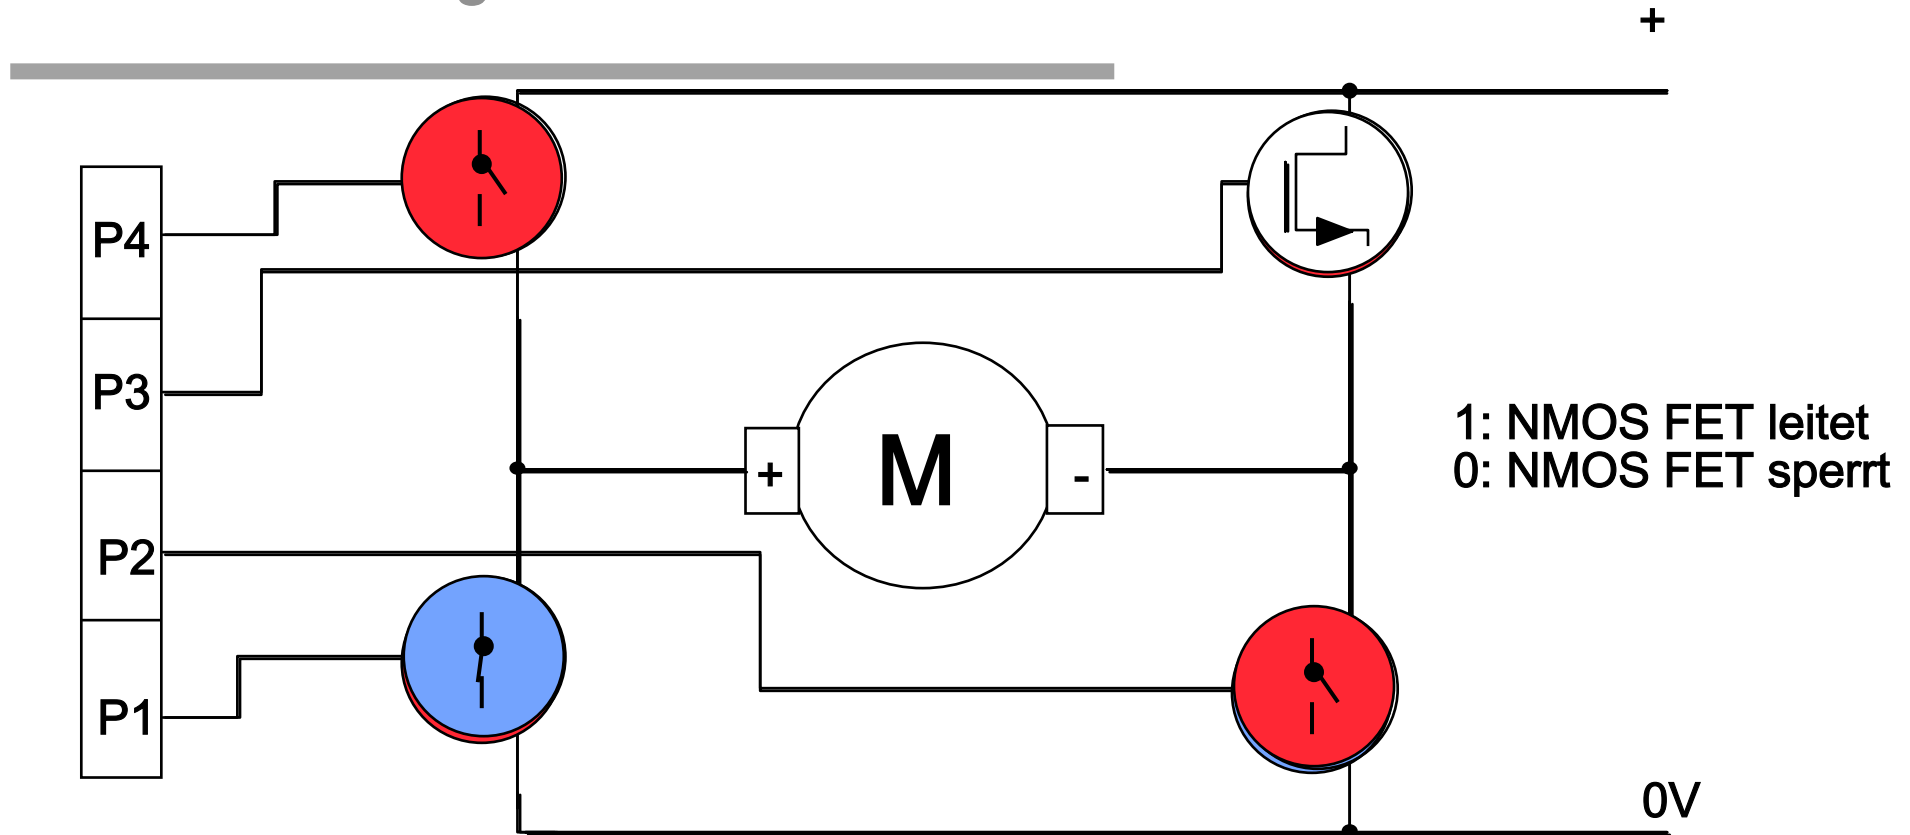 +
P4
P3
P2
P1
+
M
-
1: NMOS FET leitet
0: NMOS FET sperrt
0V